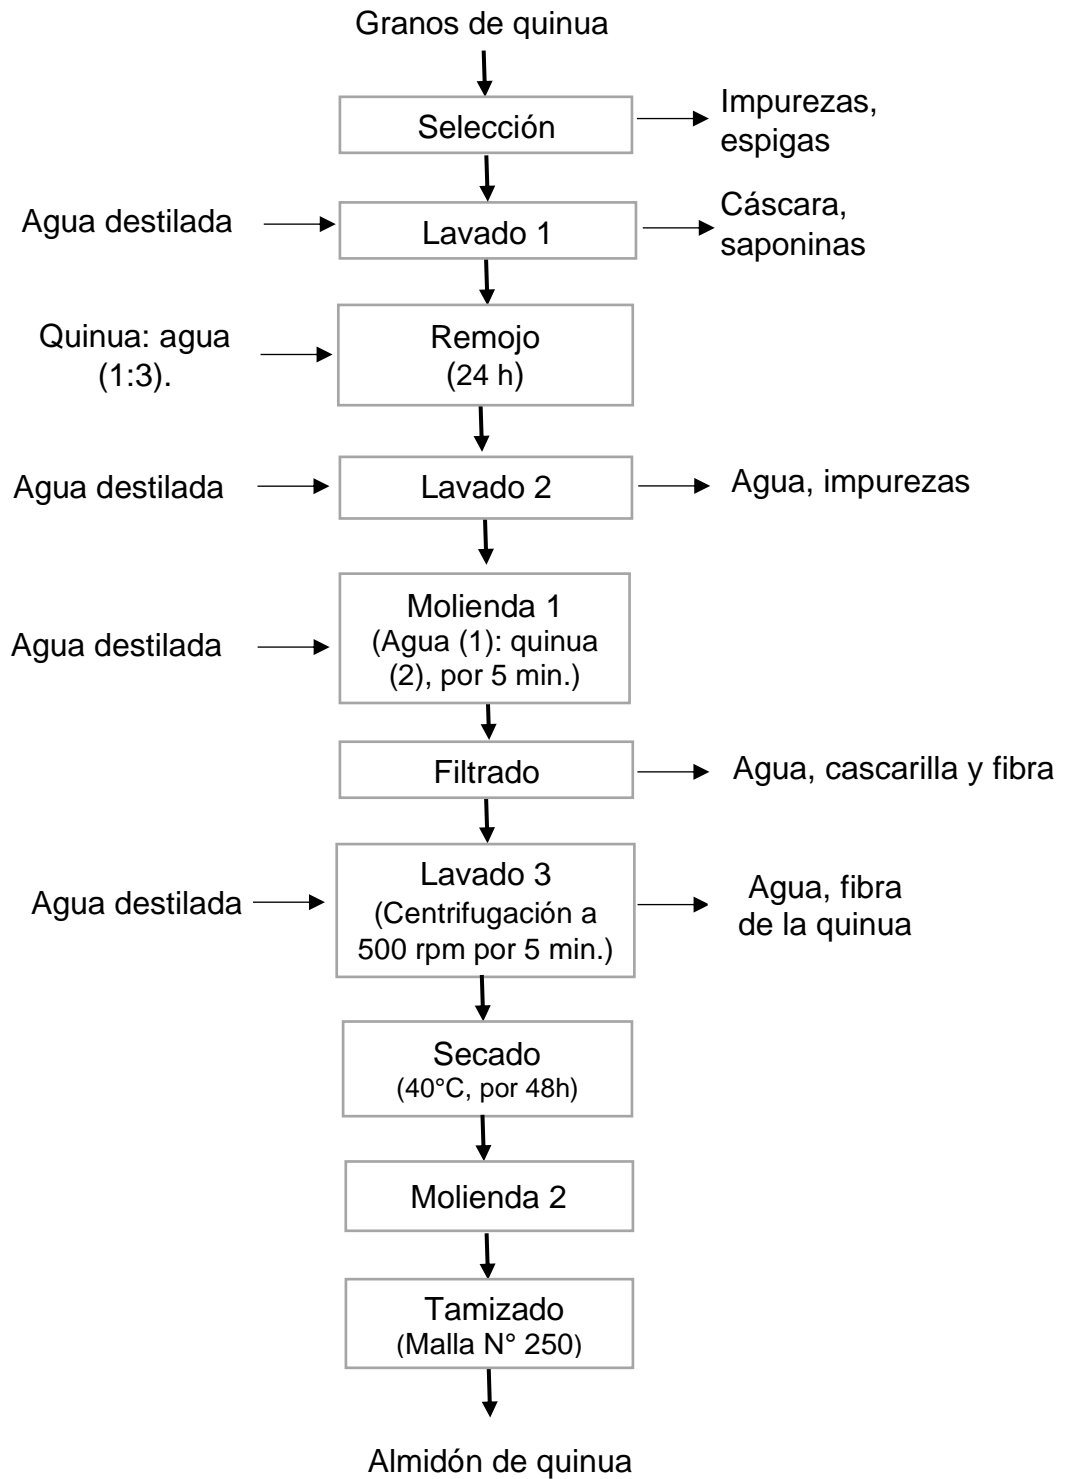 Granos de quinua
Selección
Impurezas,
espigas
Agua destilada
Lavado 1
Cáscara,
saponinas
Quinua: agua
(1:3).
Remojo
(24 h)
Agua destilada
Lavado 2
Agua, impurezas
Agua destilada
Molienda 1
(Agua (1): quinua
(2), por 5 min.)
Filtrado
Agua, cascarilla y fibra
Agua destilada
Lavado 3
(Centrifugación a
500 rpm por 5 min.)
Agua, fibra
de la quinua
Secado
(40°C, por 48h)
Molienda 2
Tamizado
(Malla N° 250)
Almidón de quinua